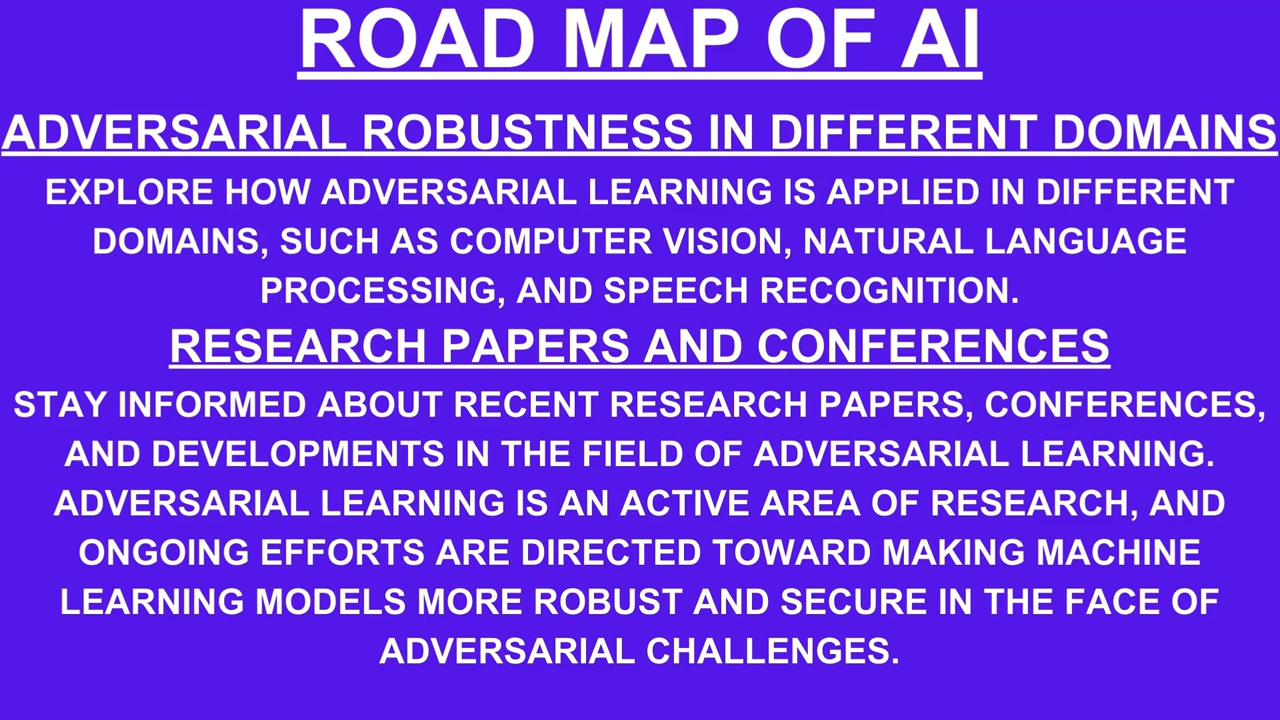 ROAD MAP OF AI
ADVERSARIAL ROBUSTNESS IN DIFFERENT DOMAINS
EXPLORE HOW ADVERSARIAL LEARNING IS APPLIED IN DIFFERENT
DOMAINS, SUCH AS COMPUTER VISION, NATURAL LANGUAGE
PROCESSING, AND SPEECH RECOGNITION.
RESEARCH PAPERS AND CONFERENCES
STAY INFORMED ABOUT RECENT RESEARCH PAPERS, CONFERENCES,
AND DEVELOPMENTS IN THE FIELD OF ADVERSARIAL LEARNING.
ADVERSARIAL LEARNING IS AN ACTIVE AREA OF RESEARCH, AND
ONGOING EFFORTS ARE DIRECTED TOWARD MAKING MACHINE
LEARNING MODELS MORE ROBUST AND SECURE IN THE FACE OF
ADVERSARIAL CHALLENGES.